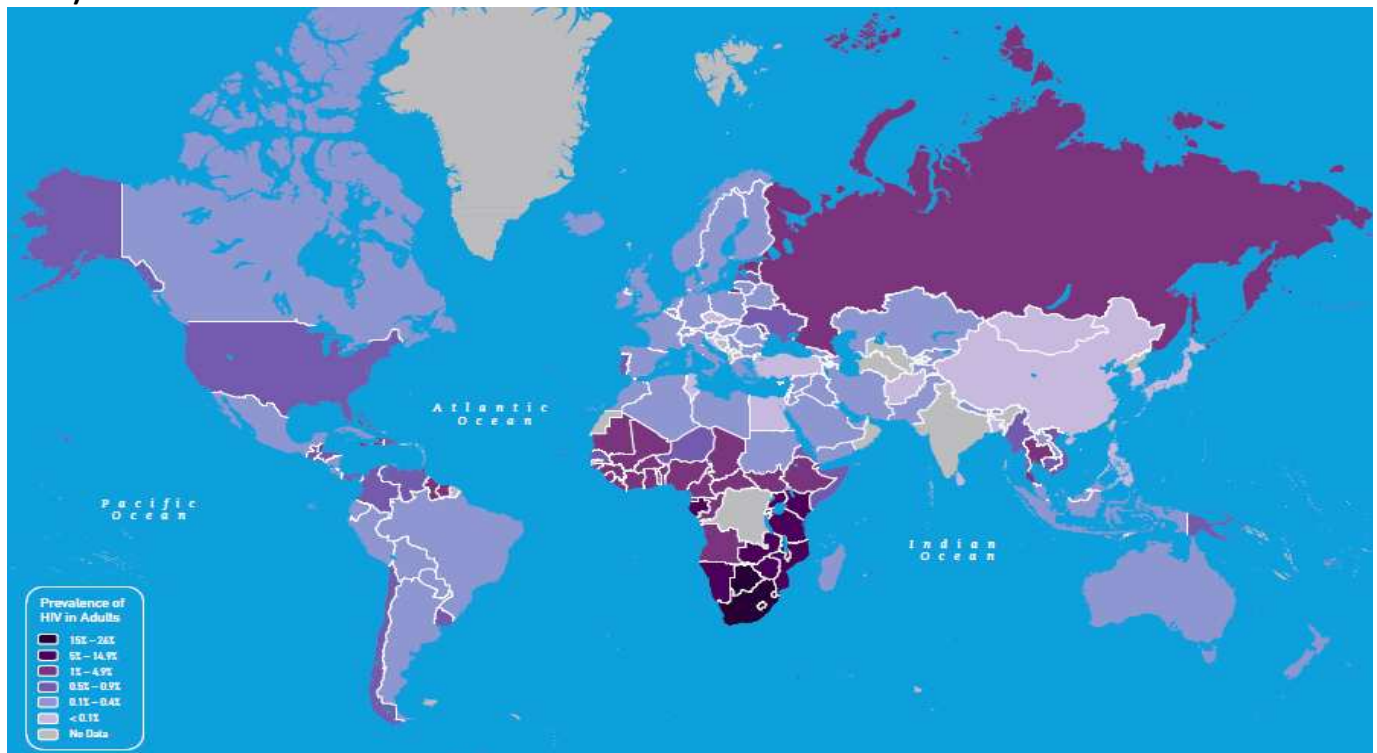 Atlantic
Ocean
Pacific
Ocean
Indian
Ocean
Prevalence of
HIV in Adults
15% – 26%
5% – 14.9%
1% – 4.9%
0.5% – 0.9%
0.1% – 0.4%
< 0.1%
No Data